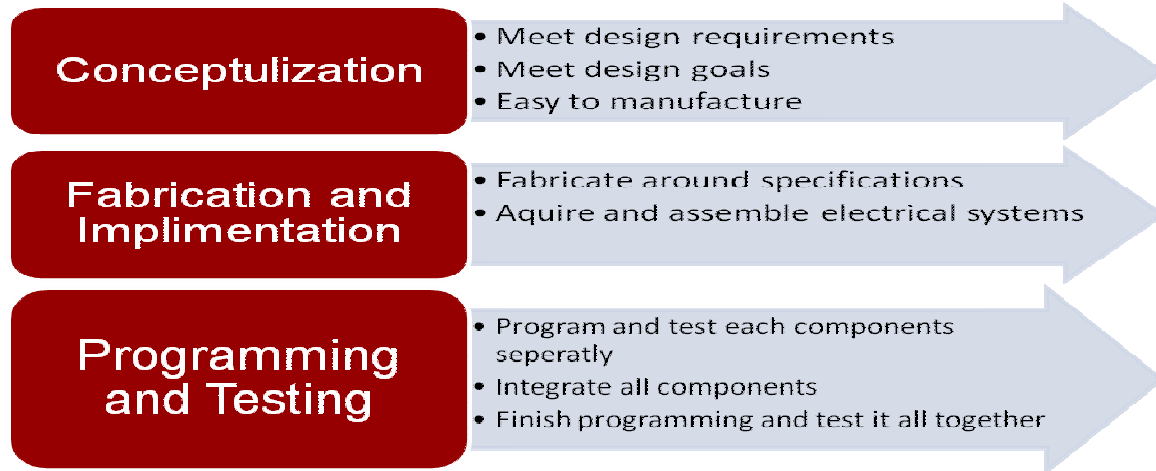 Conceptulization
• Meet design requirements
• Meet design goals
• Easy to manufacture
Fabrication and
Implimentation
• Fabricate around specifications
• Aquire and assemble electrical systems
Programming
and Testing
• Program and test each components
seperatly
• Integrate all components
• Finish programming and test it all together